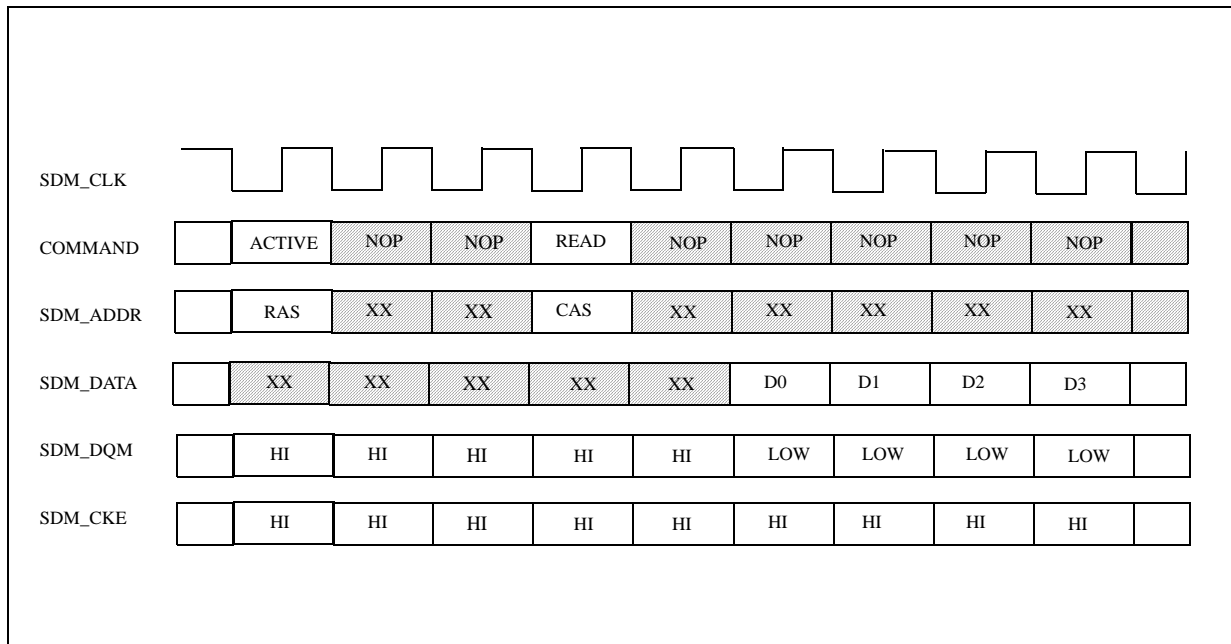 SDM_CLK
COMMAND ACTIVE NOP NOP READ NOP NOP NOP NOP NOP
SDM_ADDR RAS XX XX CAS XX XX XX XX XX
SDM_DATA XX XX XX XX XX D0 D1 D2 D3
SDM_DQM HI HI HI HI HI LOW LOW LOW LOW
SDM_CKE HI HI HI HI HI HI HI HI HI